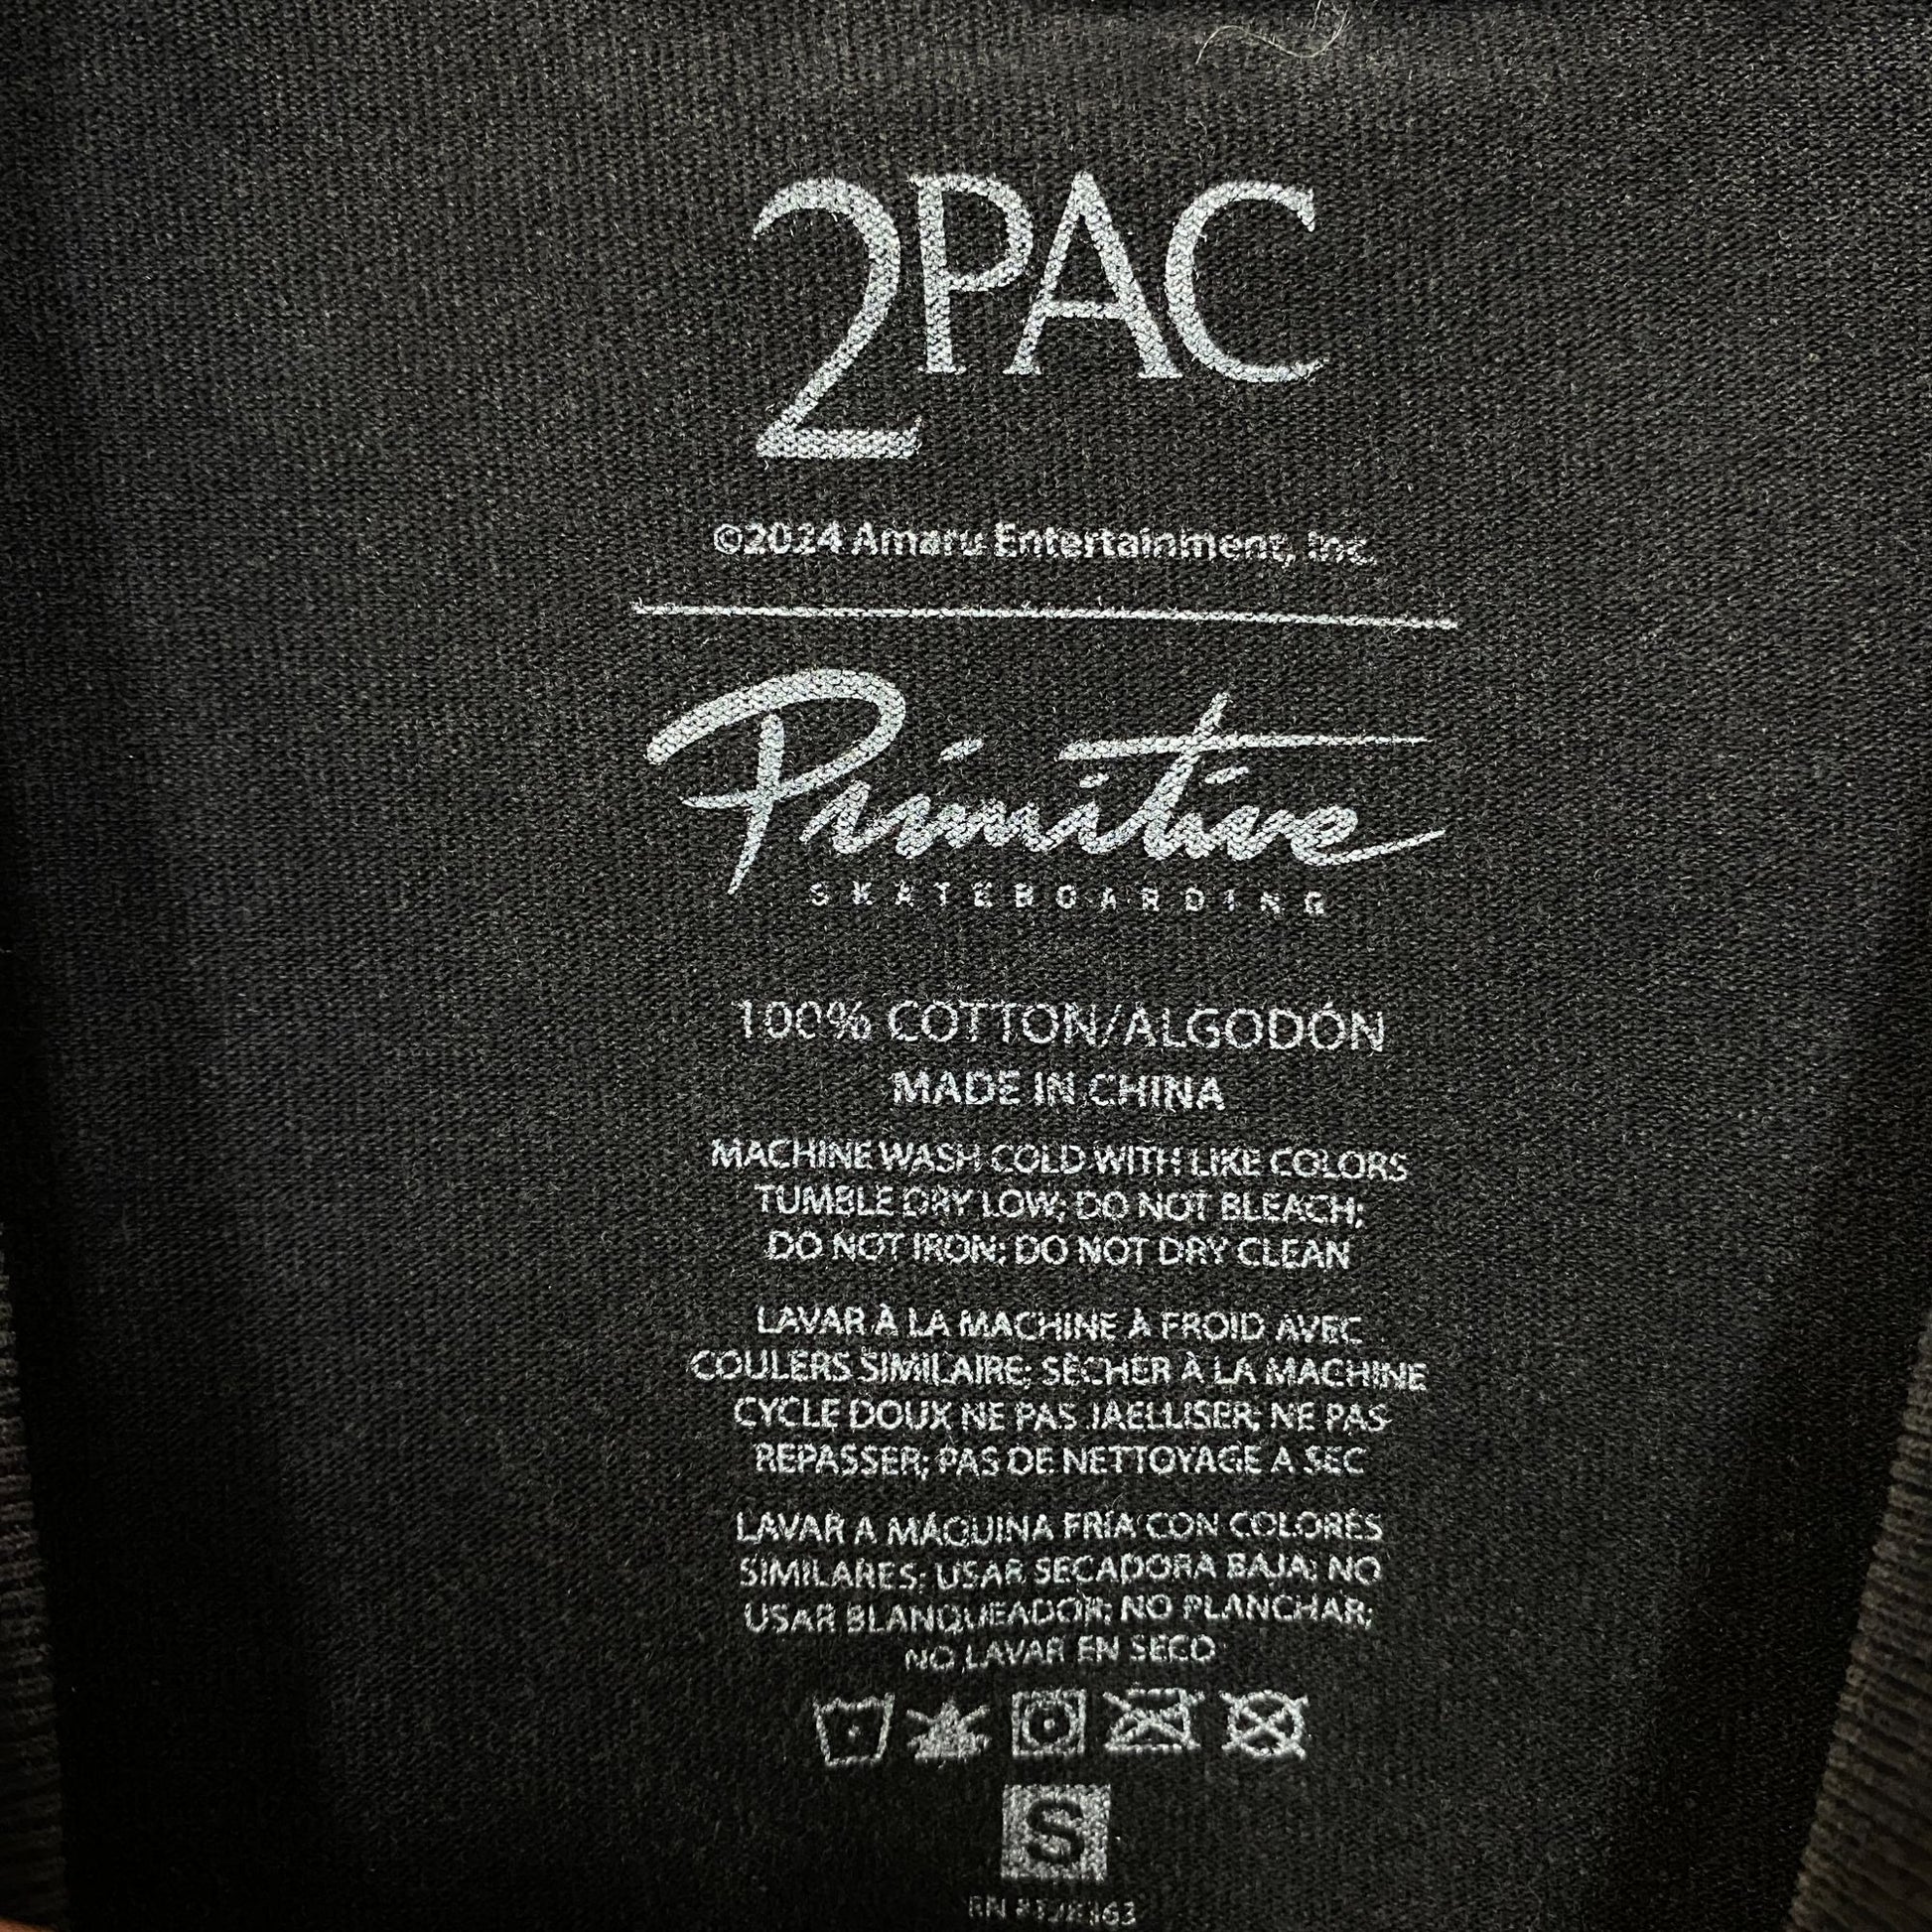 2PAC
©2024 Amaru Entertainment, Inc.
Primitive
SKATEBOARDING
100% COTTON/ALGODÓN
MADE IN CHINA
MACHINE WASH COLD WITH LIKE COLORS
TUMBLE DRY LOW; DO NOT BLEACH;
DO NOT IRON; DO NOT DRY CLEAN
LAVAR À LA MACHINE À FROID AVEC
COULERS SIMILAIRE; SÉCHER À LA MACHINE
CYCLE DOUX NE PAS JAELLISER; NE PAS
REPASSER; PAS DE NETTOYAGE A SEC
LAVAR A MÁQUINA FRÍA CON COLORES
SIMILARES; USAR SECADORA BAJA; NO
USAR BLANQUEADOR; NO PLANCHAR;
NO LAVAR EN SECO
S
RN